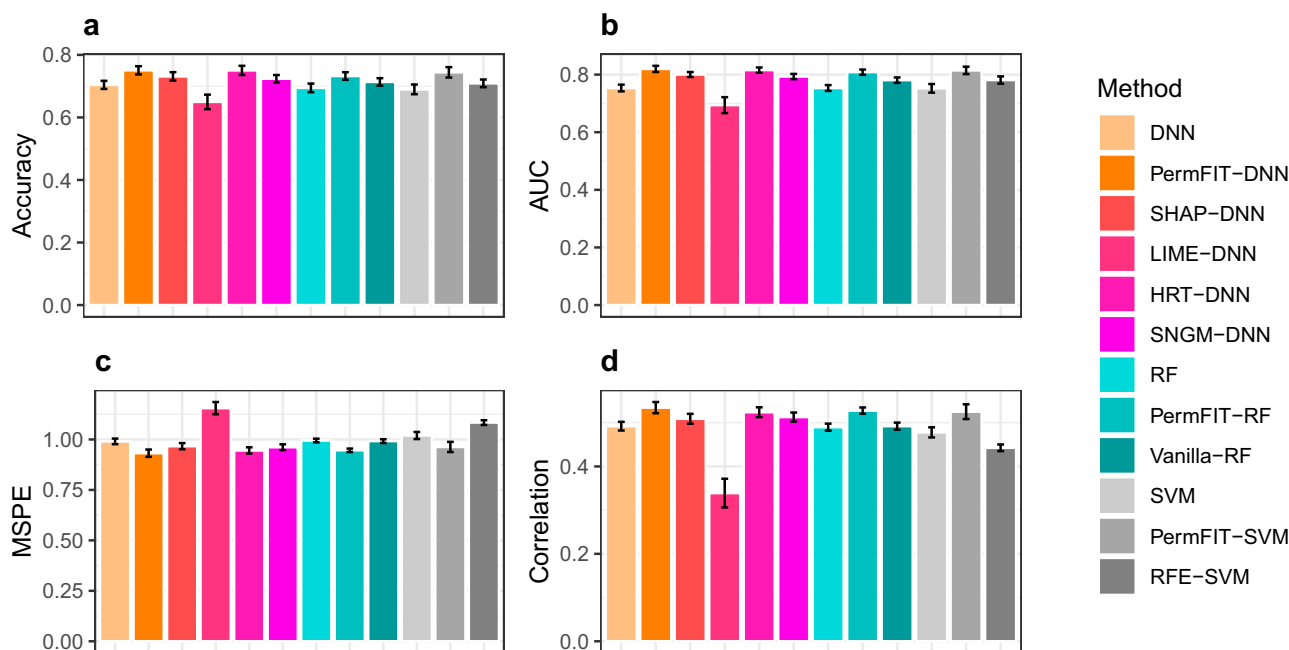 a
0.8
0.6
0.4
0.2
0.0
Accuracy
b
0.8
0.6
0.4
0.2
0.0
AUC
c
1.00
0.75
0.50
0.25
0.00
MSPE
d
0.4
0.2
0.0
Correlation
Method
DNN
PermFIT−DNN
SHAP−DNN
LIME−DNN
HRT−DNN
SNGM−DNN
RF
PermFIT−RF
Vanilla−RF
SVM
PermFIT−SVM
RFE−SVM